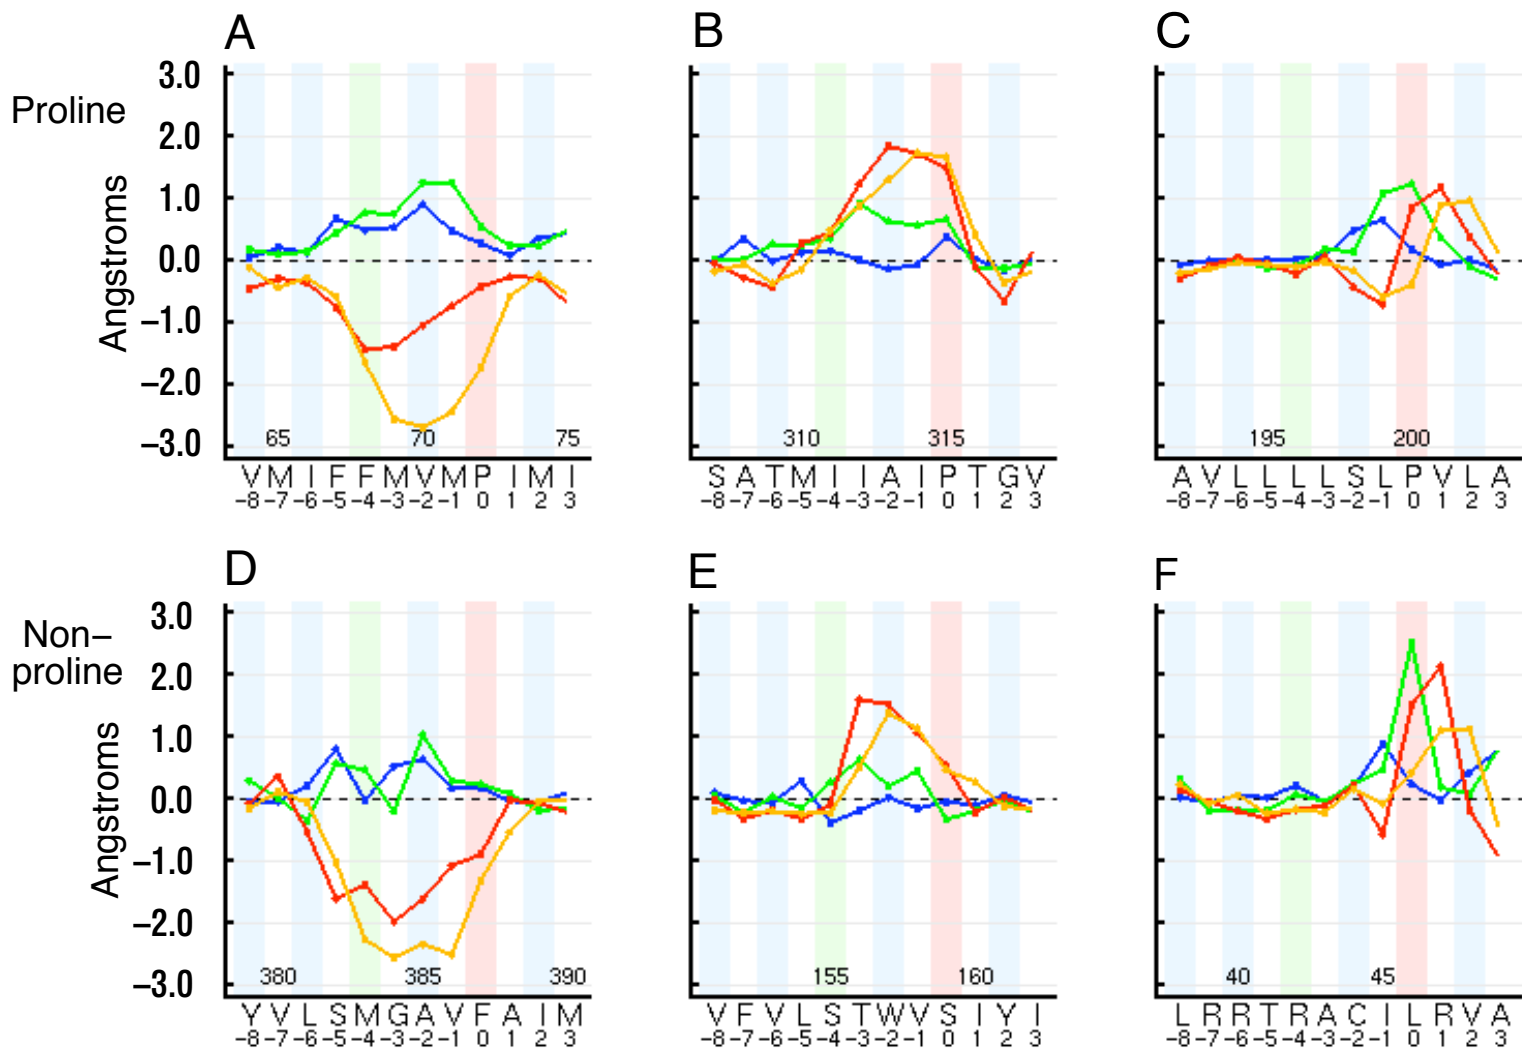 A
B
C
Proline
Angstroms
3.0
2.0
1.0
0.0
−1.0
−2.0
−3.0
65 70 75
310 315
195 200
V M I F F M V M P I M I
−8 −7 −6 −5 −4 −3 −2 −1 0 1 2 3
S A T M I I A I P T G V
−8 −7 −6 −5 −4 −3 −2 −1 0 1 2 3
A V L L L L S L P V L A
−8 −7 −6 −5 −4 −3 −2 −1 0 1 2 3
D
E
F
Non−
proline
Angstroms
3.0
2.0
1.0
0.0
−1.0
−2.0
−3.0
380 385 390
155 160
40 45
Y V L S M G A V F A I M
−8 −7 −6 −5 −4 −3 −2 −1 0 1 2 3
V F V L S T W V S I Y I
−8 −7 −6 −5 −4 −3 −2 −1 0 1 2 3
L R R T R A C I L R V A
−8 −7 −6 −5 −4 −3 −2 −1 0 1 2 3